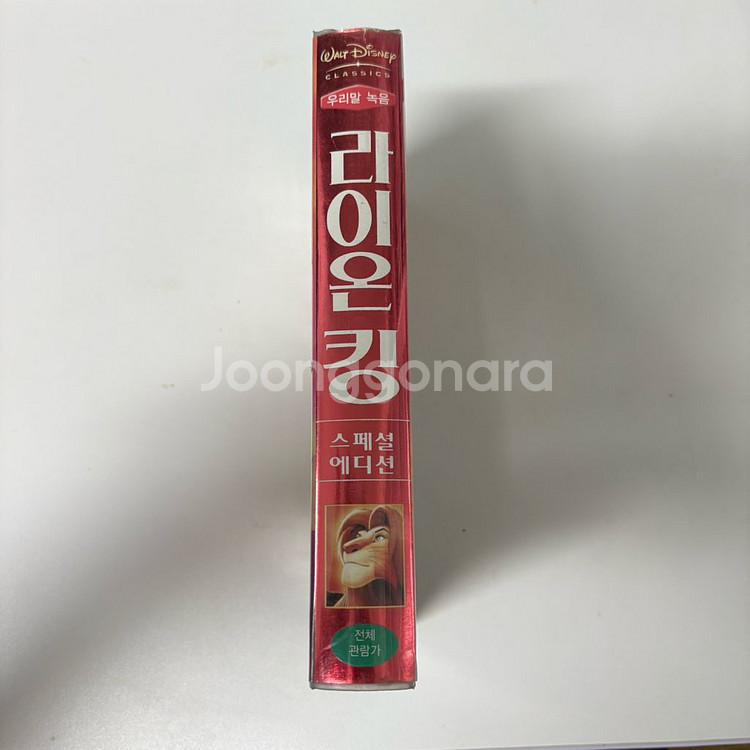 WALT DISNEY
CLASSICS
우리말 녹음
라이온 킹
Joonggonara
스페셜
에디션
전체
관람가